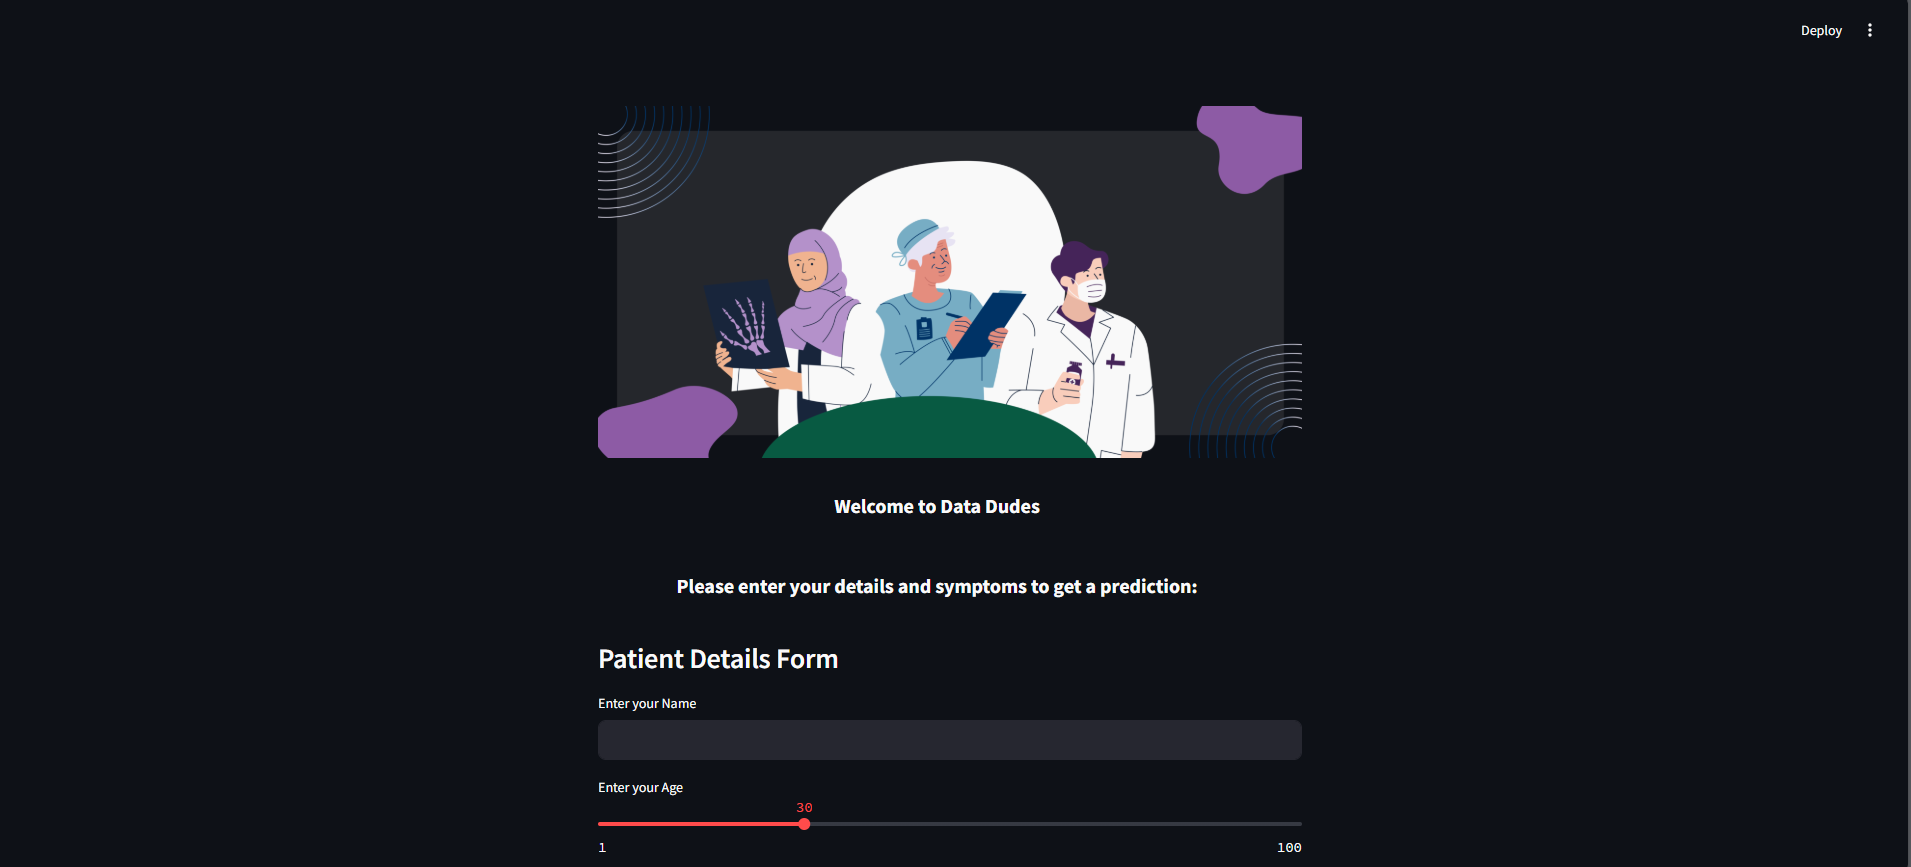 Deploy
Welcome to Data Dudes
Please enter your details and symptoms to get a prediction:
Patient Details Form
Enter your Name
Enter your Age
30
1 100